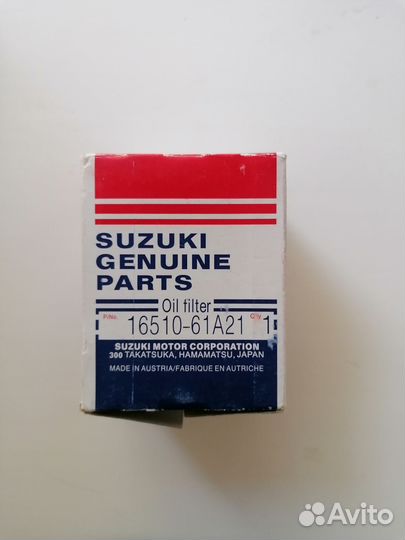 SUZUKI
GENUINE
PARTS
Oil filter
P/No. 16510-61A21 Q'ty 1
SUZUKI MOTOR CORPORATION
300 TAKATSUKA, HAMAMATSU, JAPAN
MADE IN AUSTRIA/FABRIQUE EN AUTRICHE
Avito